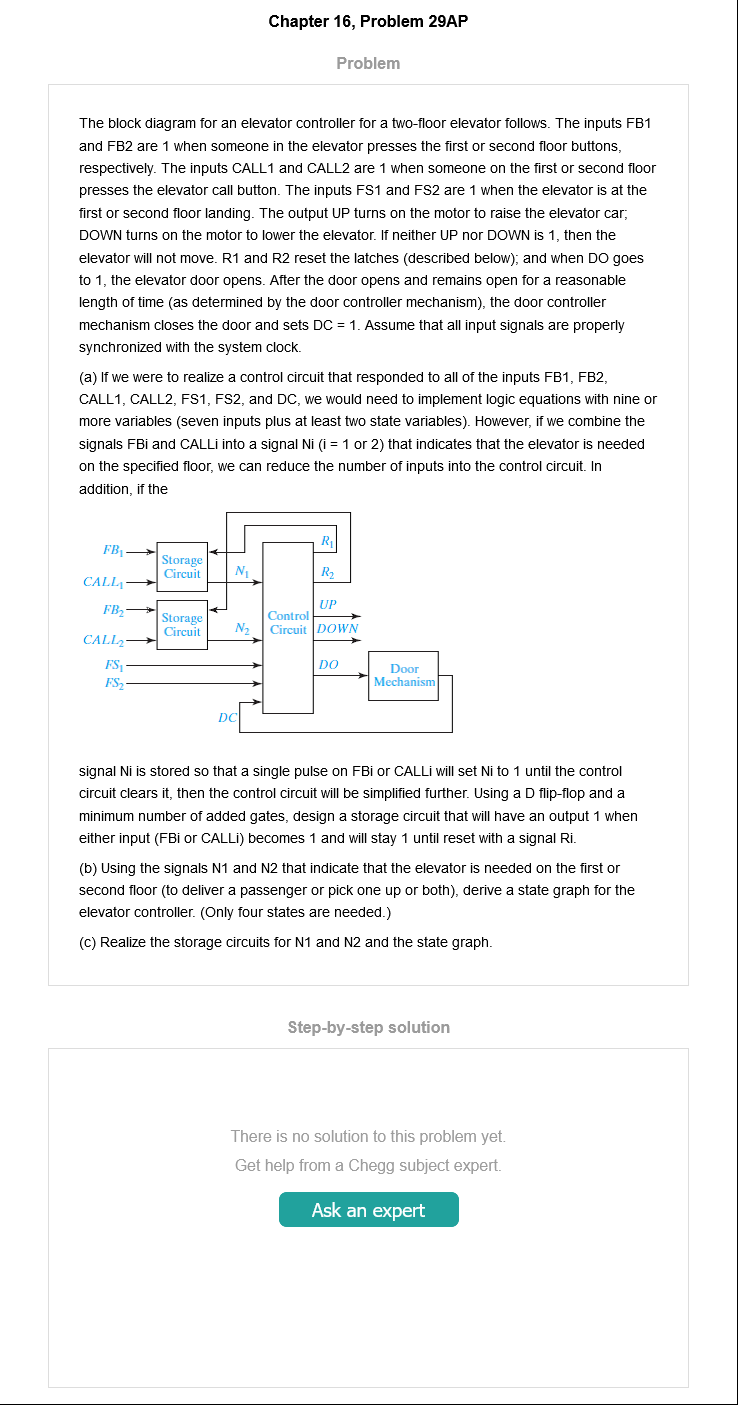 Chapter 16, Problem 29AP
Problem
The block diagram for an elevator controller for a two-floor elevator follows. The inputs FB1
and FB2 are 1 when someone in the elevator presses the first or second floor buttons,
respectively. The inputs CALL1 and CALL2 are 1 when someone on the first or second floor
presses the elevator call button. The inputs FS1 and FS2 are 1 when the elevator is at the
first or second floor landing. The output UP turns on the motor to raise the elevator car;
DOWN turns on the motor to lower the elevator. If neither UP nor DOWN is 1, then the
elevator will not move. R1 and R2 reset the latches (described below); and when DO goes
to 1, the elevator door opens. After the door opens and remains open for a reasonable
length of time (as determined by the door controller mechanism), the door controller
mechanism closes the door and sets DC = 1. Assume that all input signals are properly
synchronized with the system clock.
(a) If we were to realize a control circuit that responded to all of the inputs FB1, FB2,
CALL1, CALL2, FS1, FS2, and DC, we would need to implement logic equations with nine or
more variables (seven inputs plus at least two state variables). However, if we combine the
signals FBi and CALLi into a signal Ni (i = 1 or 2) that indicates that the elevator is needed
on the specified floor, we can reduce the number of inputs into the control circuit. In
addition, if the
FB1
CALL1
Storage
Circuit
N1
R1
R2
FB2
CALL2
Storage
Circuit
N2
Control
Circuit
UP
DOWN
FS1
FS2
DO
Door
Mechanism
DC
signal Ni is stored so that a single pulse on FBi or CALLi will set Ni to 1 until the control
circuit clears it, then the control circuit will be simplified further. Using a D flip-flop and a
minimum number of added gates, design a storage circuit that will have an output 1 when
either input (FBi or CALLi) becomes 1 and will stay 1 until reset with a signal Ri.
(b) Using the signals N1 and N2 that indicate that the elevator is needed on the first or
second floor (to deliver a passenger or pick one up or both), derive a state graph for the
elevator controller. (Only four states are needed.)
(c) Realize the storage circuits for N1 and N2 and the state graph.
Step-by-step solution
There is no solution to this problem yet.
Get help from a Chegg subject expert.
Ask an expert